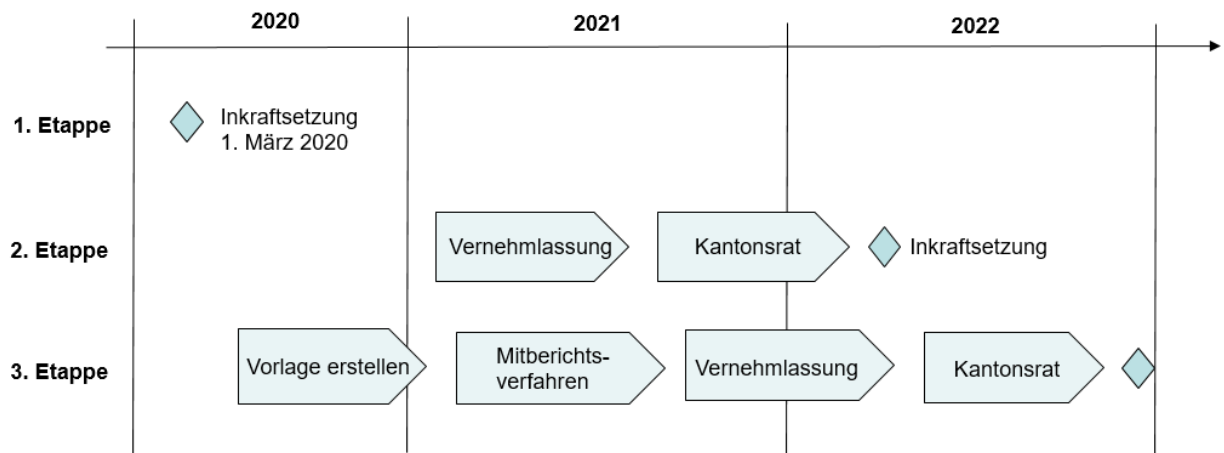 2020 2021 2022
1. Etappe
Inkraftsetzung
1. März 2020
2. Etappe
Vernehmlassung
Kantonsrat
Inkraftsetzung
3. Etappe
Vorlage erstellen
Mitberichts-
verfahren
Vernehmlassung
Kantonsrat